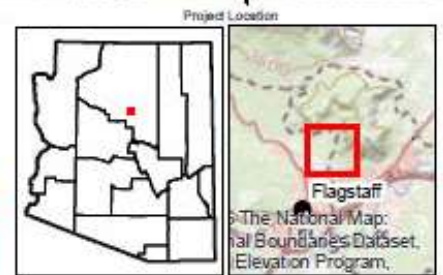 Project Location
Flagstaff
The National Map:
nal Boundaries Dataset,
Elevation Program,